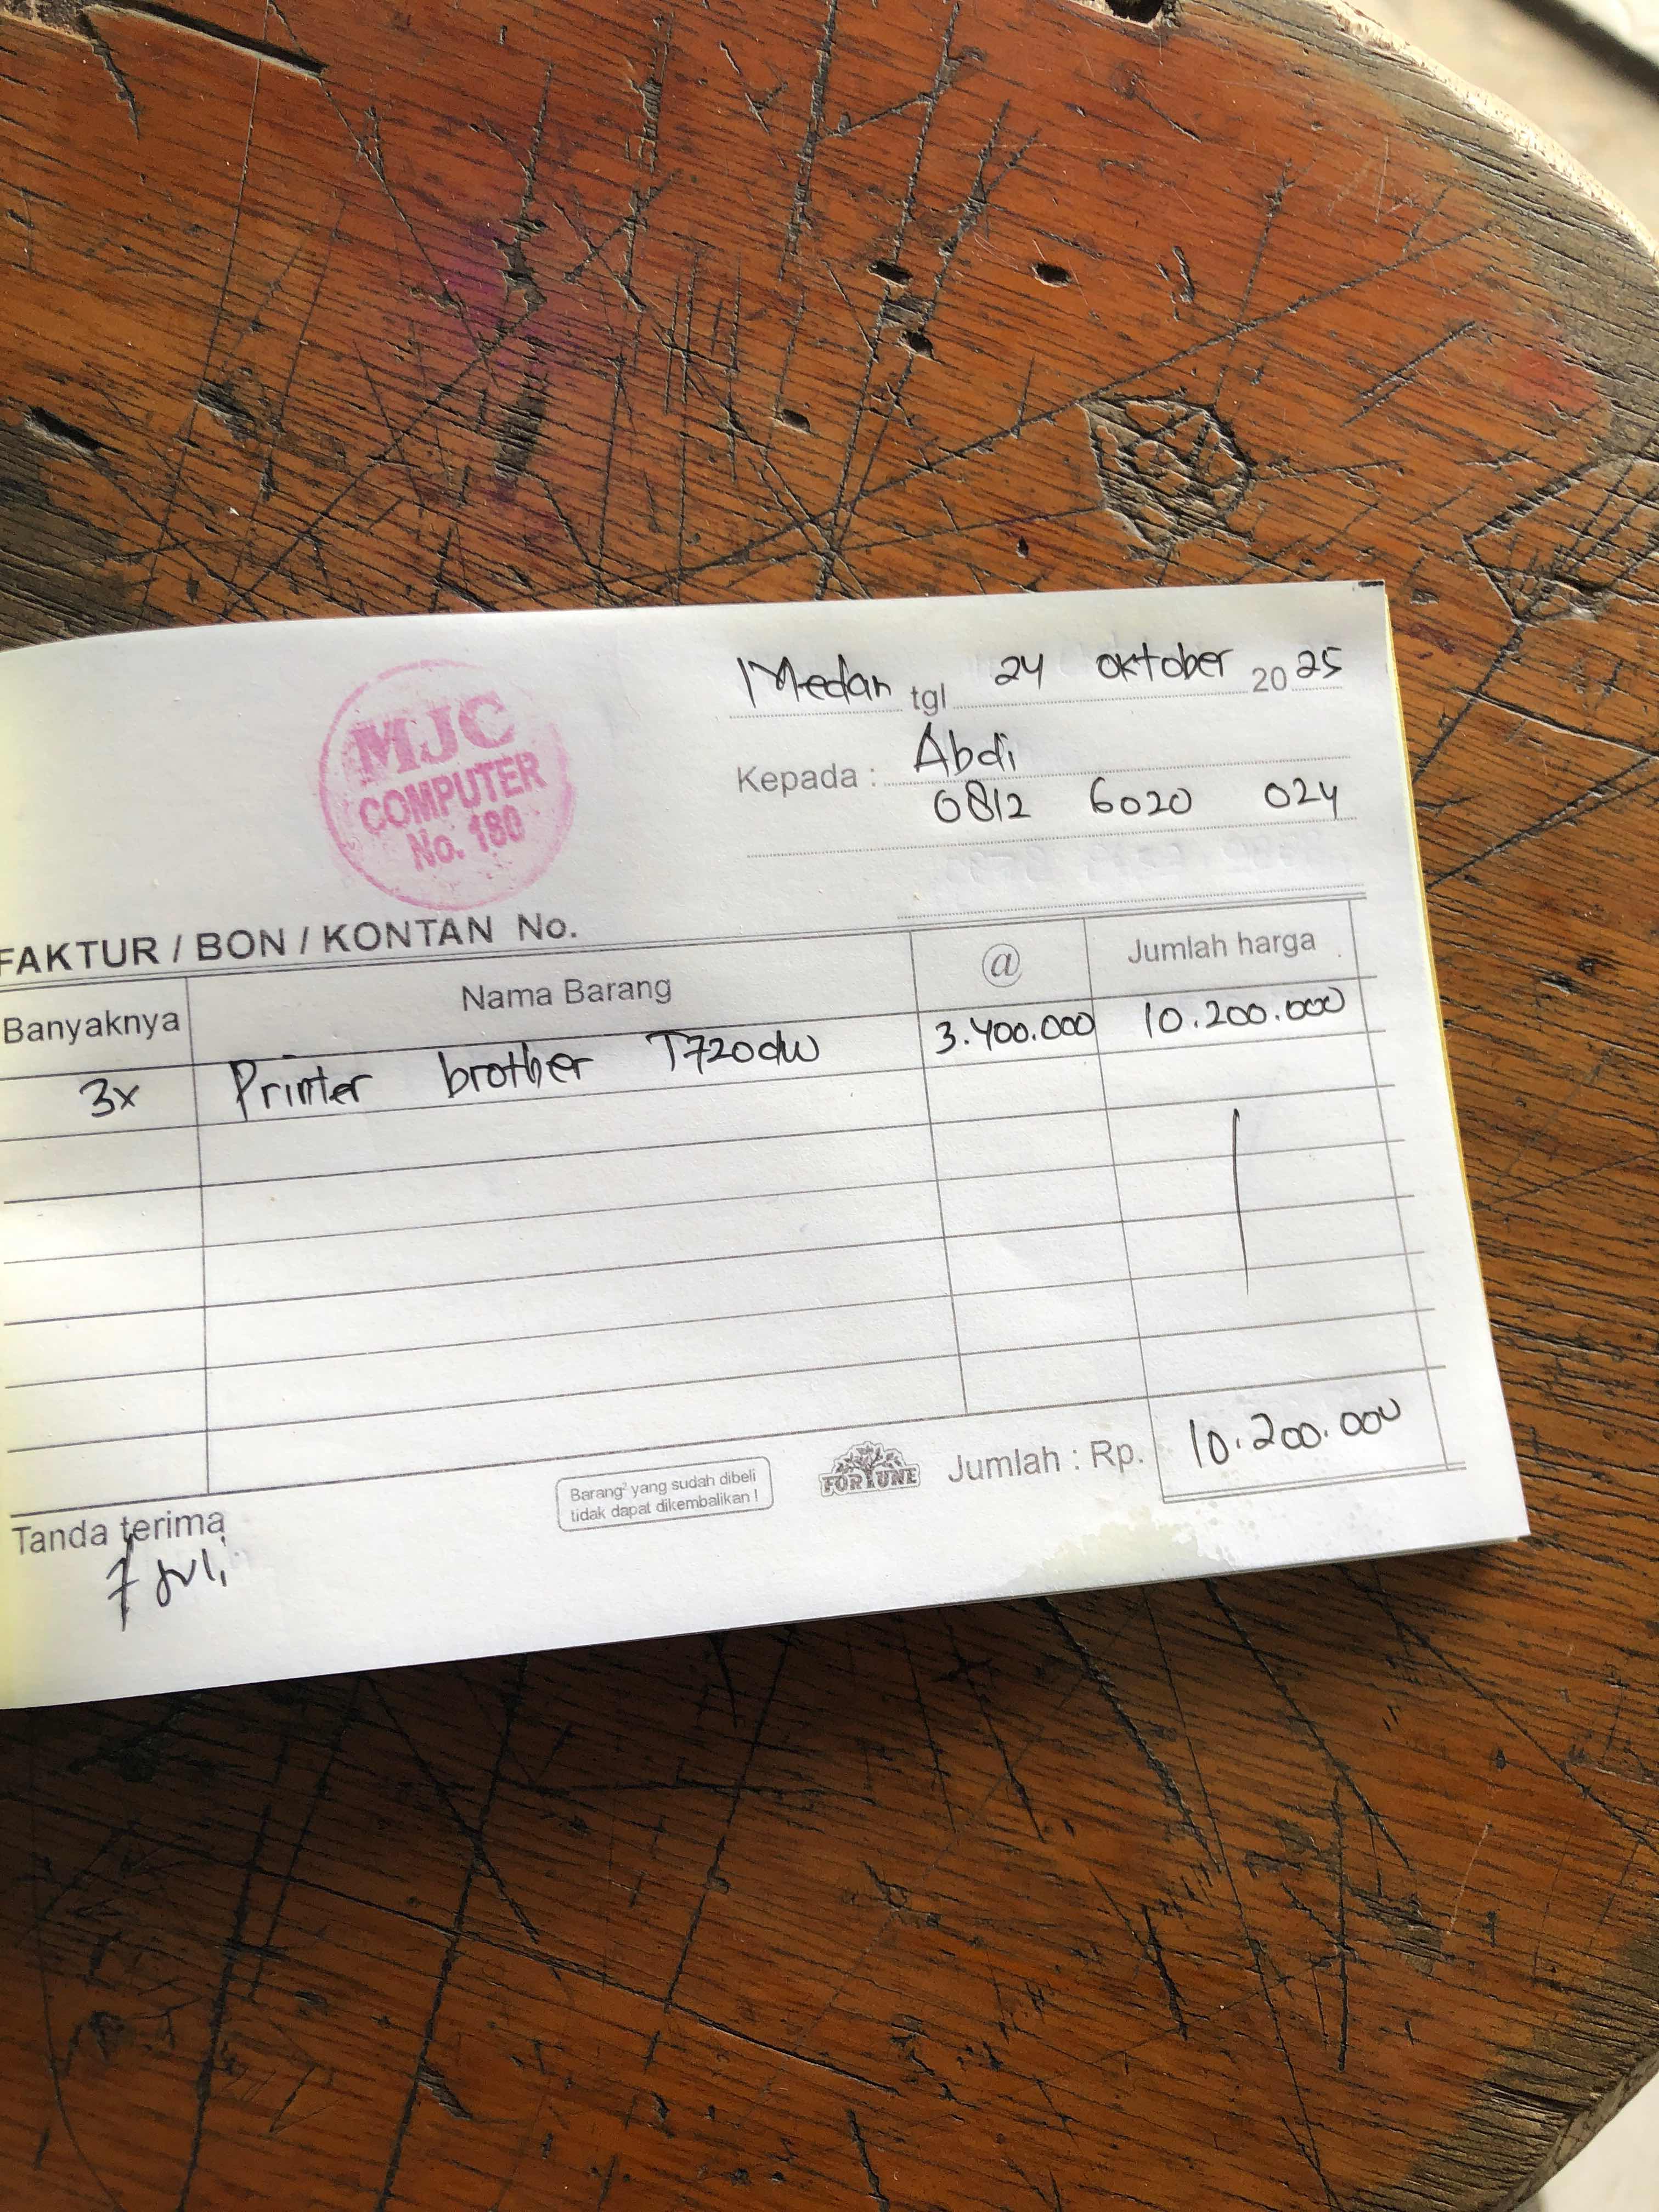 MJC
COMPUTER
No. 180
Medan tgl 24 oktober 2025
Kepada : Abdi
0812 6020 024
FAKTUR / BON / KONTAN No.
Banyaknya Nama Barang @ Jumlah harga
3x Printer brother T720dw 3.400.000 10.200.000
Jumlah : Rp. 10.200.000
Barang² yang sudah dibeli
tidak dapat dikembalikan !
FORTUNE
Tanda terima